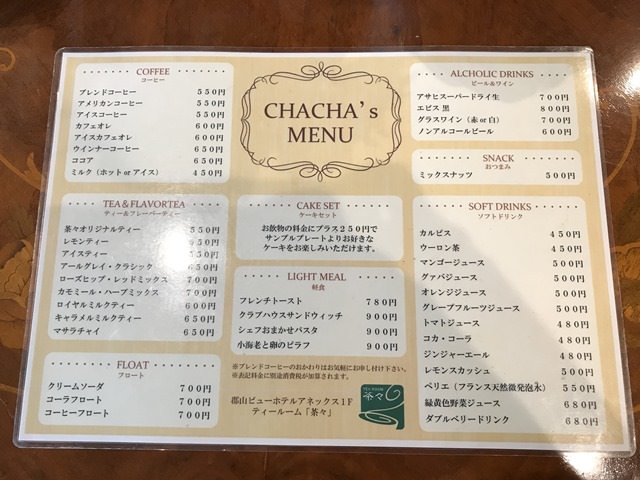 CHACHA's
MENU
COFFEE
コーヒー
ブレンドコーヒー 550円
アメリカンコーヒー 550円
アイスコーヒー 550円
カフェオレ 600円
アイスカフェオレ 600円
ウインナーコーヒー 650円
ココア 650円
ミルク（ホット or アイス） 450円
TEA & FLAVORTEA
ティー＆フレーバーティー
茶々オリジナルティー 550円
レモンティー 550円
アイスティー 550円
アールグレイ・クラシック 650円
ローズヒップ・レッドミックス 700円
カモミール・ハーブミックス 700円
ロイヤルミルクティー 600円
キャラメルミルクティー 650円
マサラチャイ 650円
FLOAT
フロート
クリームソーダ 700円
コーラフロート 700円
コーヒーフロート 700円
CAKE SET
ケーキセット
お飲物の料金にプラス250円で
サンプルプレートよりお好きな
ケーキをお楽しみいただけます。
LIGHT MEAL
軽食
フレンチトースト 780円
クラブハウスサンドウィッチ 900円
シェフおまかせパスタ 900円
小海老と卵のピラフ 900円
※ブレンドコーヒーのおかわりはお気軽にお申し付け下さい。
※表記料金に別途消費税が加算されます。
郡山ビューホテルアネックス1F
ティールーム「茶々」
TEA ROOM
茶々
ALCHOLIC DRINKS
ビール＆ワイン
アサヒスーパードライ生 700円
エビス 黒 800円
グラスワイン（赤 or 白） 700円
ノンアルコールビール 600円
SNACK
おつまみ
ミックスナッツ 500円
SOFT DRINKS
ソフトドリンク
カルピス 450円
ウーロン茶 450円
マンゴージュース 500円
グァバジュース 500円
オレンジジュース 500円
グレープフルーツジュース 500円
トマトジュース 480円
コカ・コーラ 480円
ジンジャーエール 480円
レモンスカッシュ 500円
ペリエ（フランス天然微発泡水） 550円
緑黄色野菜ジュース 680円
ダブルベリードリンク 680円